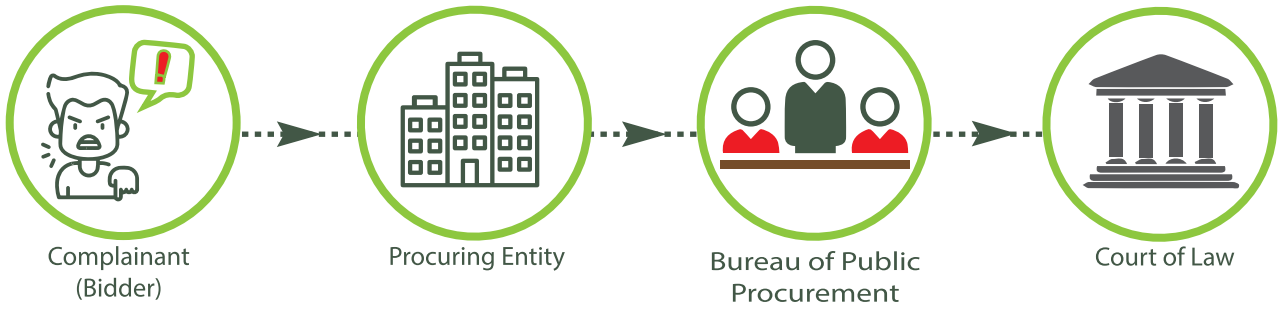 !
Complainant
(Bidder)
Procuring Entity
Bureau of Public
Procurement
Court of Law